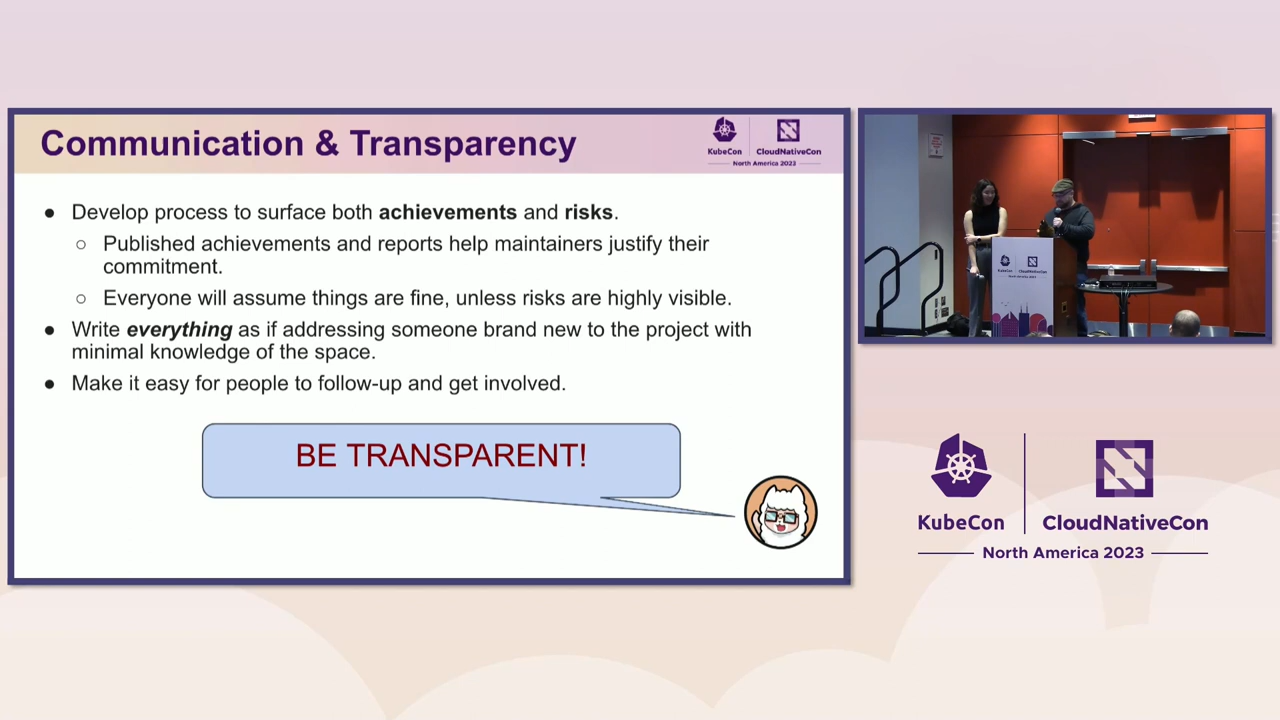 Communication & Transparency
KubeCon
CloudNativeCon
North America 2023
● Develop process to surface both achievements and risks.
○ Published achievements and reports help maintainers justify their
commitment.
○ Everyone will assume things are fine, unless risks are highly visible.
● Write everything as if addressing someone brand new to the project with
minimal knowledge of the space.
● Make it easy for people to follow-up and get involved.
BE TRANSPARENT!
KubeCon
CloudNativeCon
North America 2023